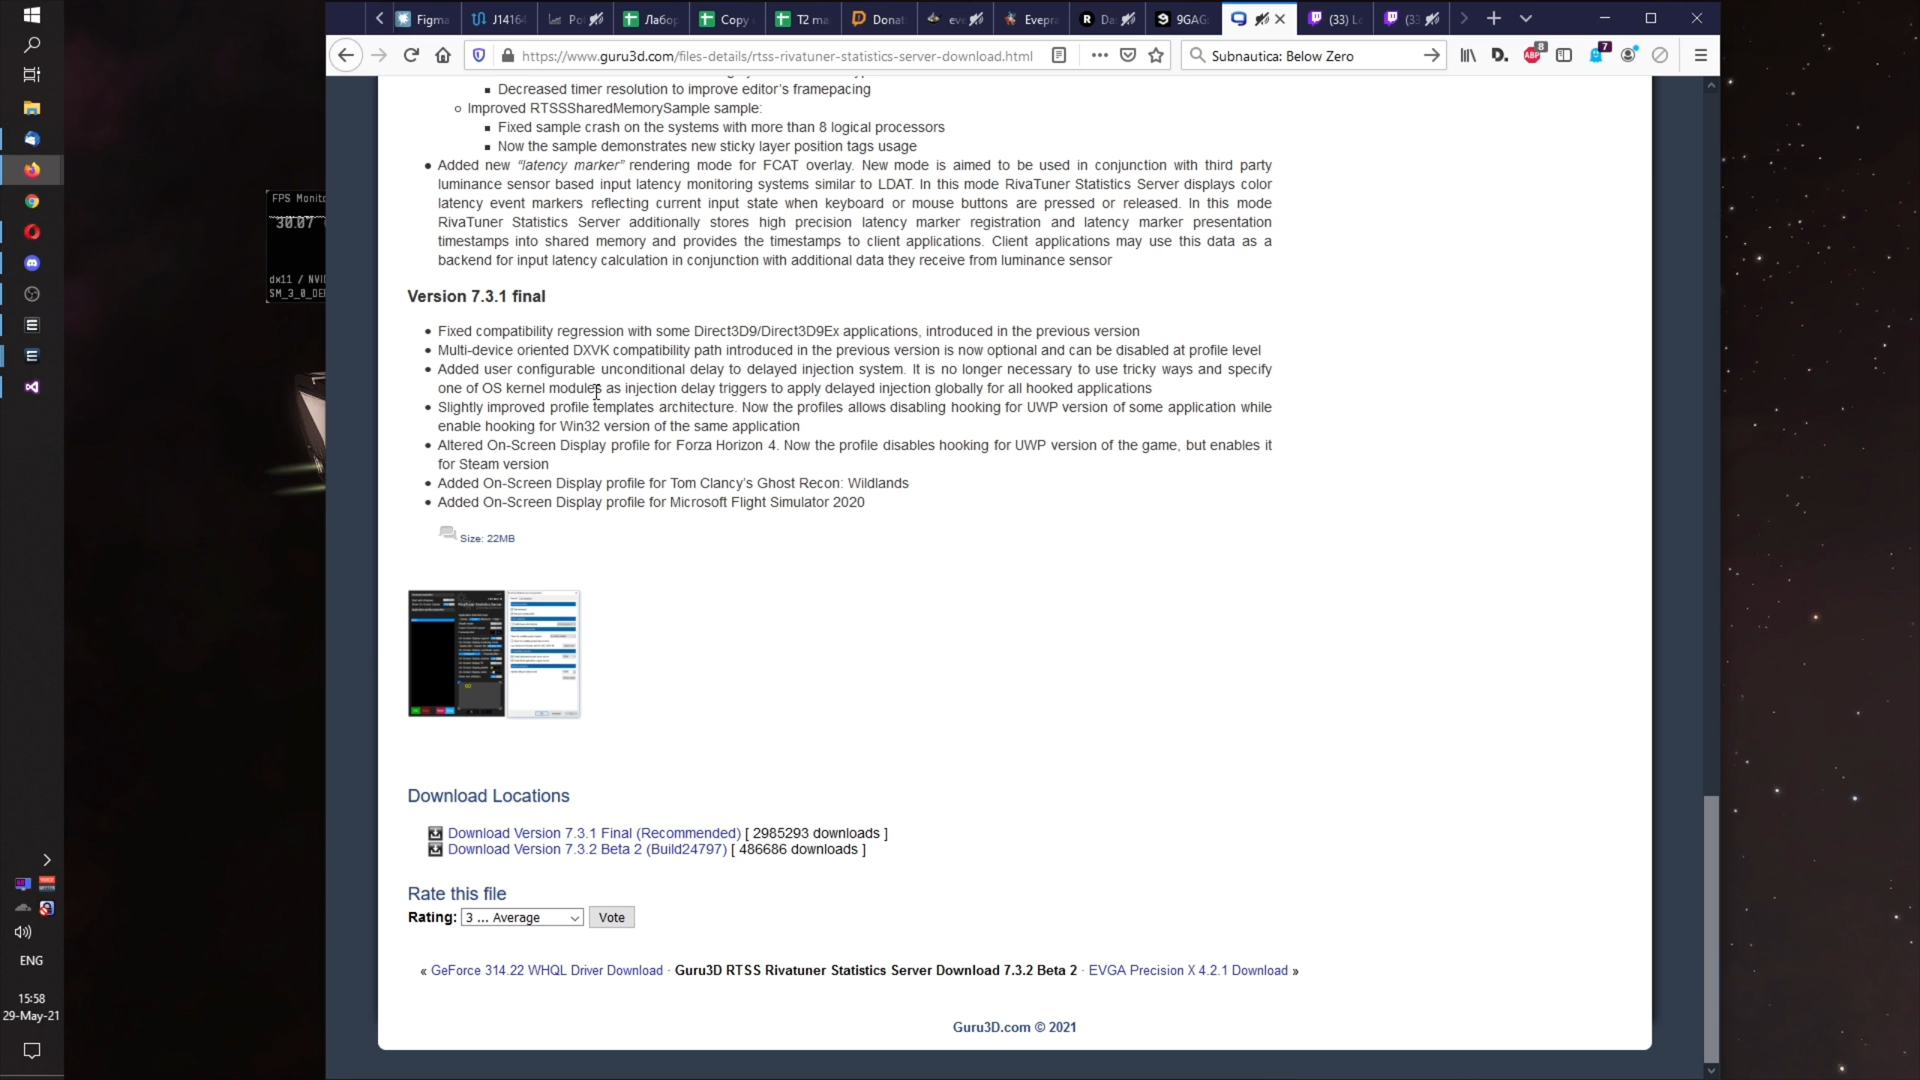 Figma
J1416
Po
Лабор
Copy
T2 ma
Donat
eve
Evepra
Da
9GAG:
(33) L
(33
https://www.guru3d.com/files-details/rtss-rivatuner-statistics-server-download.html
Subnautica: Below Zero
D.
ABP
8
7
▪ Decreased timer resolution to improve editor's framepacing
o Improved RTSSSharedMemorySample sample:
▪ Fixed sample crash on the systems with more than 8 logical processors
▪ Now the sample demonstrates new sticky layer position tags usage
• Added new “latency marker” rendering mode for FCAT overlay. New mode is aimed to be used in conjunction with third party
luminance sensor based input latency monitoring systems similar to LDAT. In this mode RivaTuner Statistics Server displays color
latency event markers reflecting current input state when keyboard or mouse buttons are pressed or released. In this mode
RivaTuner Statistics Server additionally stores high precision latency marker registration and latency marker presentation
timestamps into shared memory and provides the timestamps to client applications. Client applications may use this data as a
backend for input latency calculation in conjunction with additional data they receive from luminance sensor
FPS Monito
30.07
dx11 / NVI
SM_3_0_DE
Version 7.3.1 final
• Fixed compatibility regression with some Direct3D9/Direct3D9Ex applications, introduced in the previous version
• Multi-device oriented DXVK compatibility path introduced in the previous version is now optional and can be disabled at profile level
• Added user configurable unconditional delay to delayed injection system. It is no longer necessary to use tricky ways and specify
one of OS kernel modules as injection delay triggers to apply delayed injection globally for all hooked applications
• Slightly improved profile templates architecture. Now the profiles allows disabling hooking for UWP version of some application while
enable hooking for Win32 version of the same application
• Altered On-Screen Display profile for Forza Horizon 4. Now the profile disables hooking for UWP version of the game, but enables it
for Steam version
• Added On-Screen Display profile for Tom Clancy's Ghost Recon: Wildlands
• Added On-Screen Display profile for Microsoft Flight Simulator 2020
Size: 22MB
Download Locations
Download Version 7.3.1 Final (Recommended) [ 2985293 downloads ]
Download Version 7.3.2 Beta 2 (Build24797) [ 486686 downloads ]
Rate this file
Rating: 3 ... Average Vote
« GeForce 314.22 WHQL Driver Download · Guru3D RTSS Rivatuner Statistics Server Download 7.3.2 Beta 2 · EVGA Precision X 4.2.1 Download »
Guru3D.com © 2021
ENG
15:58
29-May-21